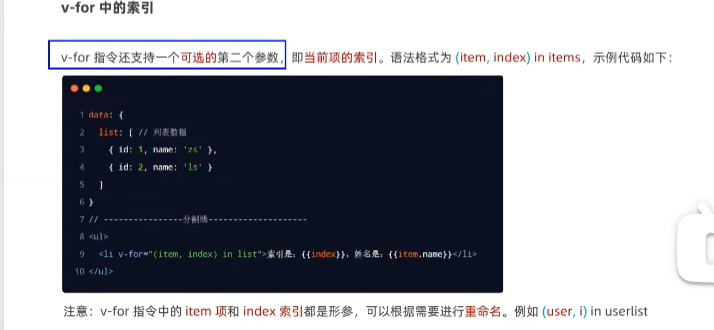 v-for 中的索引
v-for 指令还支持一个可选的第二个参数，即当前项的索引。语法格式为 (item, index) in items，示例代码如下：
1 data: {
2 list: [ // 列表数据
3 { id: 1, name: 'zs' },
4 { id: 2, name: 'ls' }
5 ]
6 }
7 // ----------------分割线--------------------
8 <ul>
9 <li v-for="(item, index) in list">索引是：{{index}}，姓名是：{{item.name}}</li>
10 </ul>
注意：v-for 指令中的 item 项和 index 索引都是形参，可以根据需要进行重命名。例如 (user, i) in userlist